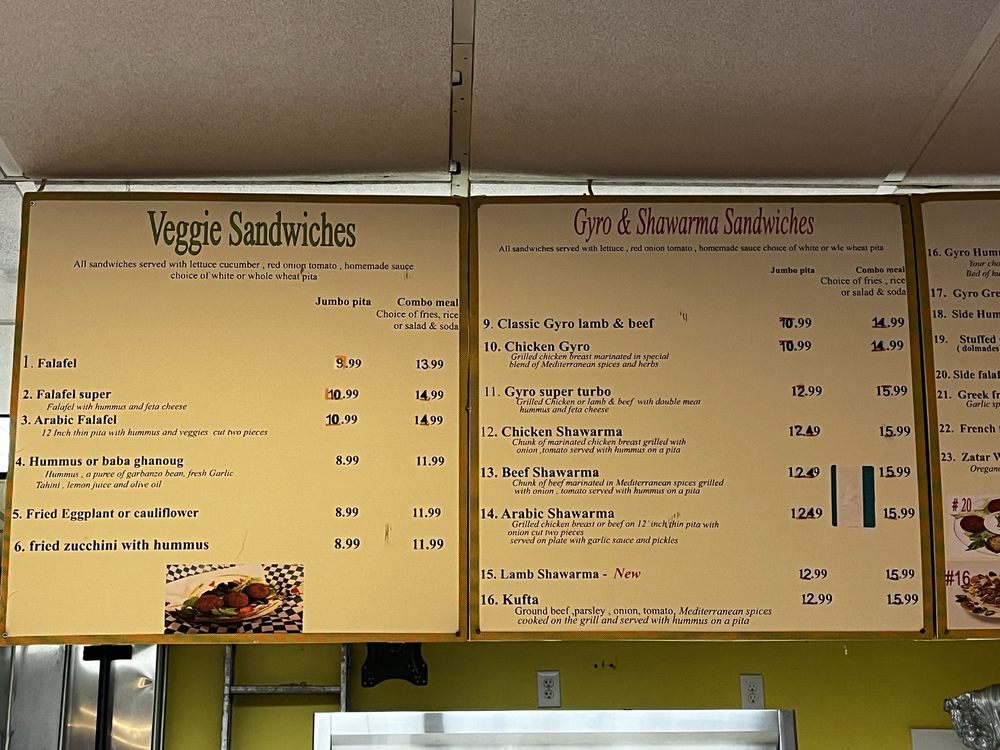 Veggie Sandwiches
All sandwiches served with lettuce cucumber , red onion tomato , homemade sauce
choice of white or whole wheat pita
Jumbo pita Combo meal
Choice of fries, rice
or salad & soda
1. Falafel 9.99 13.99
2. Falafel super 10.99 14.99
Falafel with hummus and feta cheese
3. Arabic Falafel 10.99 14.99
12 Inch thin pita with hummus and veggies cut two pieces
4. Hummus or baba ghanoug 8.99 11.99
Hummus , a puree of garbanzo bean, fresh Garlic
Tahini , lemon juice and olive oil
5. Fried Eggplant or cauliflower 8.99 11.99
6. fried zucchini with hummus 8.99 11.99
Gyro & Shawarma Sandwiches
All sandwiches served with lettuce , red onion tomato , homemade sauce choice of white or wle wheat pita
Jumbo pita Combo meal
Choice of fries , rice
or salad & soda
9. Classic Gyro lamb & beef 10.99 14.99
10. Chicken Gyro 10.99 14.99
Grilled chicken breast marinated in special
blend of Mediterranean spices and herbs
11. Gyro super turbo 12.99 15.99
Grilled Chicken or lamb & beef with double meat
hummus and feta cheese
12. Chicken Shawarma 12.49 15.99
Chunk of marinated chicken breast grilled with
onion ,tomato served with hummus on a pita
13. Beef Shawarma 12.49 15.99
Chunk of beef marinated in Mediterranean spices grilled
with onion , tomato served with hummus on a pita
14. Arabic Shawarma 12.49 15.99
Grilled chicken breast or beef on 12 inch thin pita with
onion cut two pieces
served on plate with garlic sauce and pickles
15. Lamb Shawarma - New 12.99 15.99
16. Kufta 12.99 15.99
Ground beef ,parsley , onion, tomato, Mediterranean spices
cooked on the grill and served with hummus on a pita
16. Gyro Hum
Your cho
Bed of hu
17. Gyro Gre
18. Side Hum
19. Stuffed
( dolmades
20. Side falaf
21. Greek fr
Garlic sp
22. French
23. Zatar W
Oregan
# 20
#16